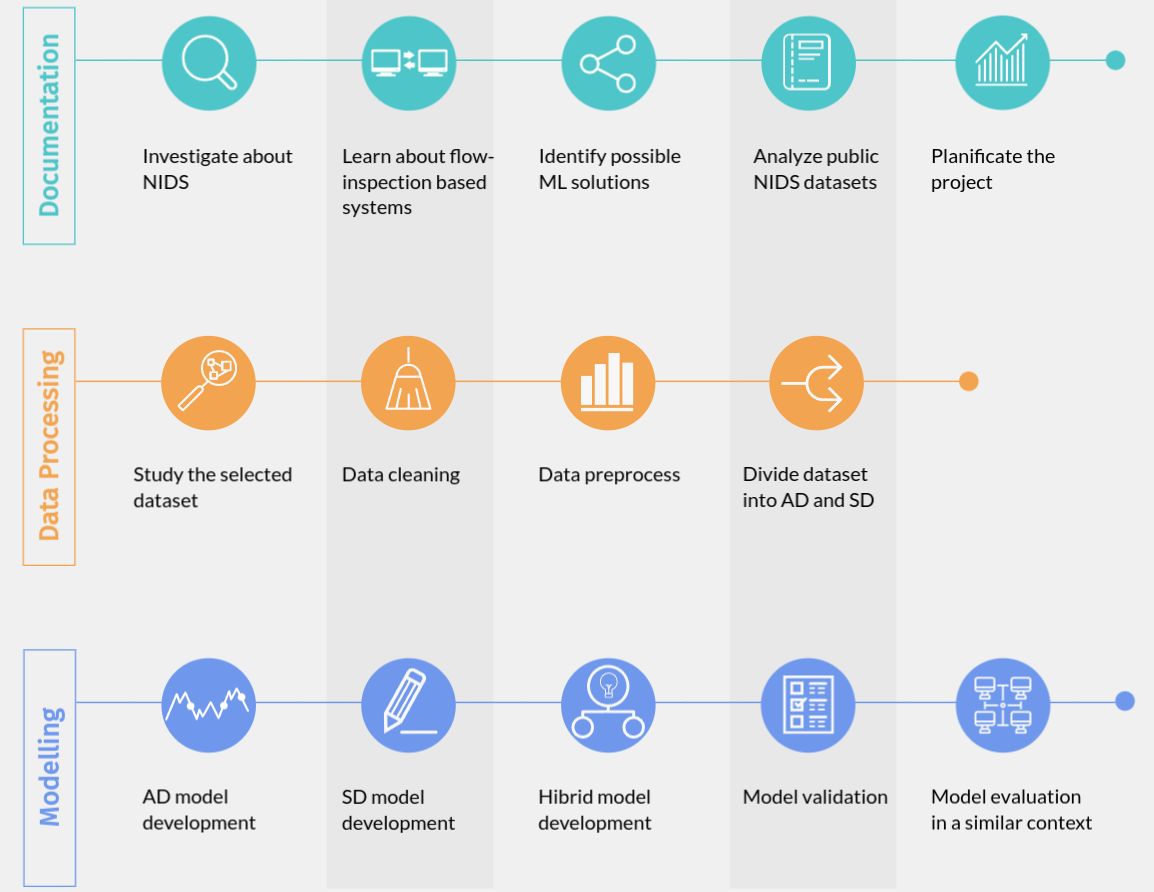 Documentation
Investigate about
NIDS
Learn about flow-
inspection based
systems
Identify possible
ML solutions
Analyze public
NIDS datasets
Planificate the
project
Data Processing
Study the selected
dataset
Data cleaning
Data preprocess
Divide dataset
into AD and SD
Modelling
AD model
development
SD model
development
Hibrid model
development
Model validation
Model evaluation
in a similar context